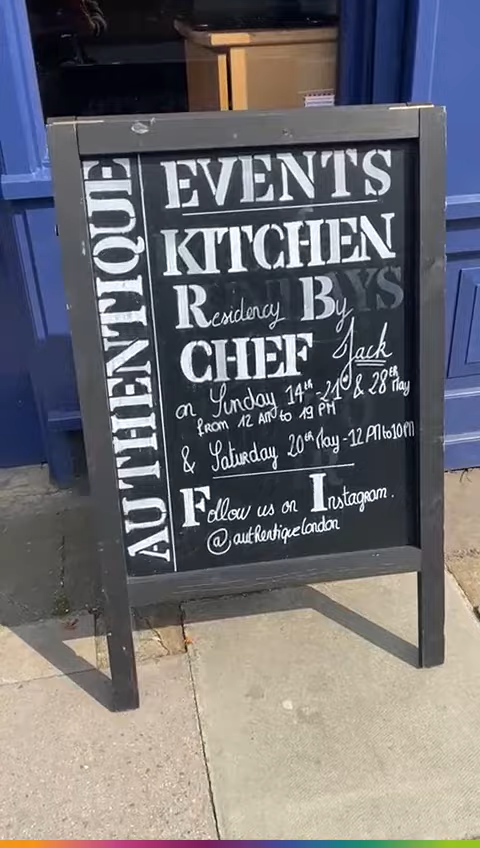 AUTHENTIQUE
EVENTS
KITCHEN
Residency By
CHEF Jack
on Sunday 14th - 21st & 28th May
from 12 AM to 19 PM
& Saturday 20th May - 12 PM to 10PM
Follow us on Instagram.
@authentiquelondon